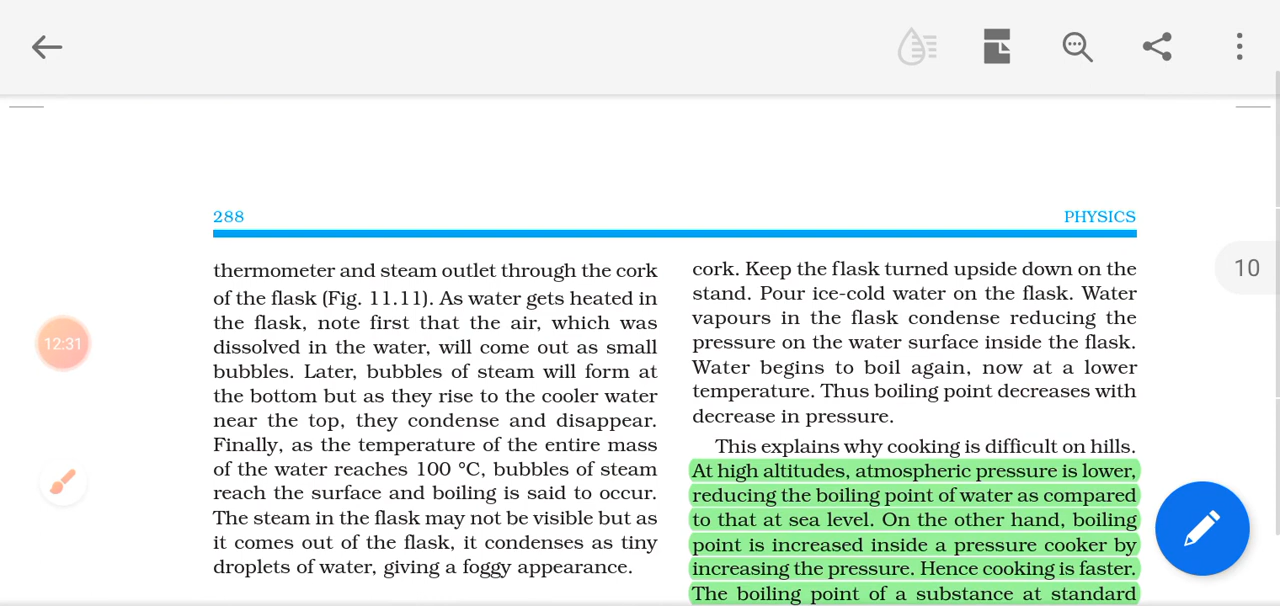 288
PHYSICS
thermometer and steam outlet through the cork
of the flask (Fig. 11.11). As water gets heated in
the flask, note first that the air, which was
dissolved in the water, will come out as small
bubbles. Later, bubbles of steam will form at
the bottom but as they rise to the cooler water
near the top, they condense and disappear.
Finally, as the temperature of the entire mass
of the water reaches 100 °C, bubbles of steam
reach the surface and boiling is said to occur.
The steam in the flask may not be visible but as
it comes out of the flask, it condenses as tiny
droplets of water, giving a foggy appearance.
cork. Keep the flask turned upside down on the
stand. Pour ice-cold water on the flask. Water
vapours in the flask condense reducing the
pressure on the water surface inside the flask.
Water begins to boil again, now at a lower
temperature. Thus boiling point decreases with
decrease in pressure.
This explains why cooking is difficult on hills.
At high altitudes, atmospheric pressure is lower,
reducing the boiling point of water as compared
to that at sea level. On the other hand, boiling
point is increased inside a pressure cooker by
increasing the pressure. Hence cooking is faster.
The boiling point of a substance at standard
10
12:31